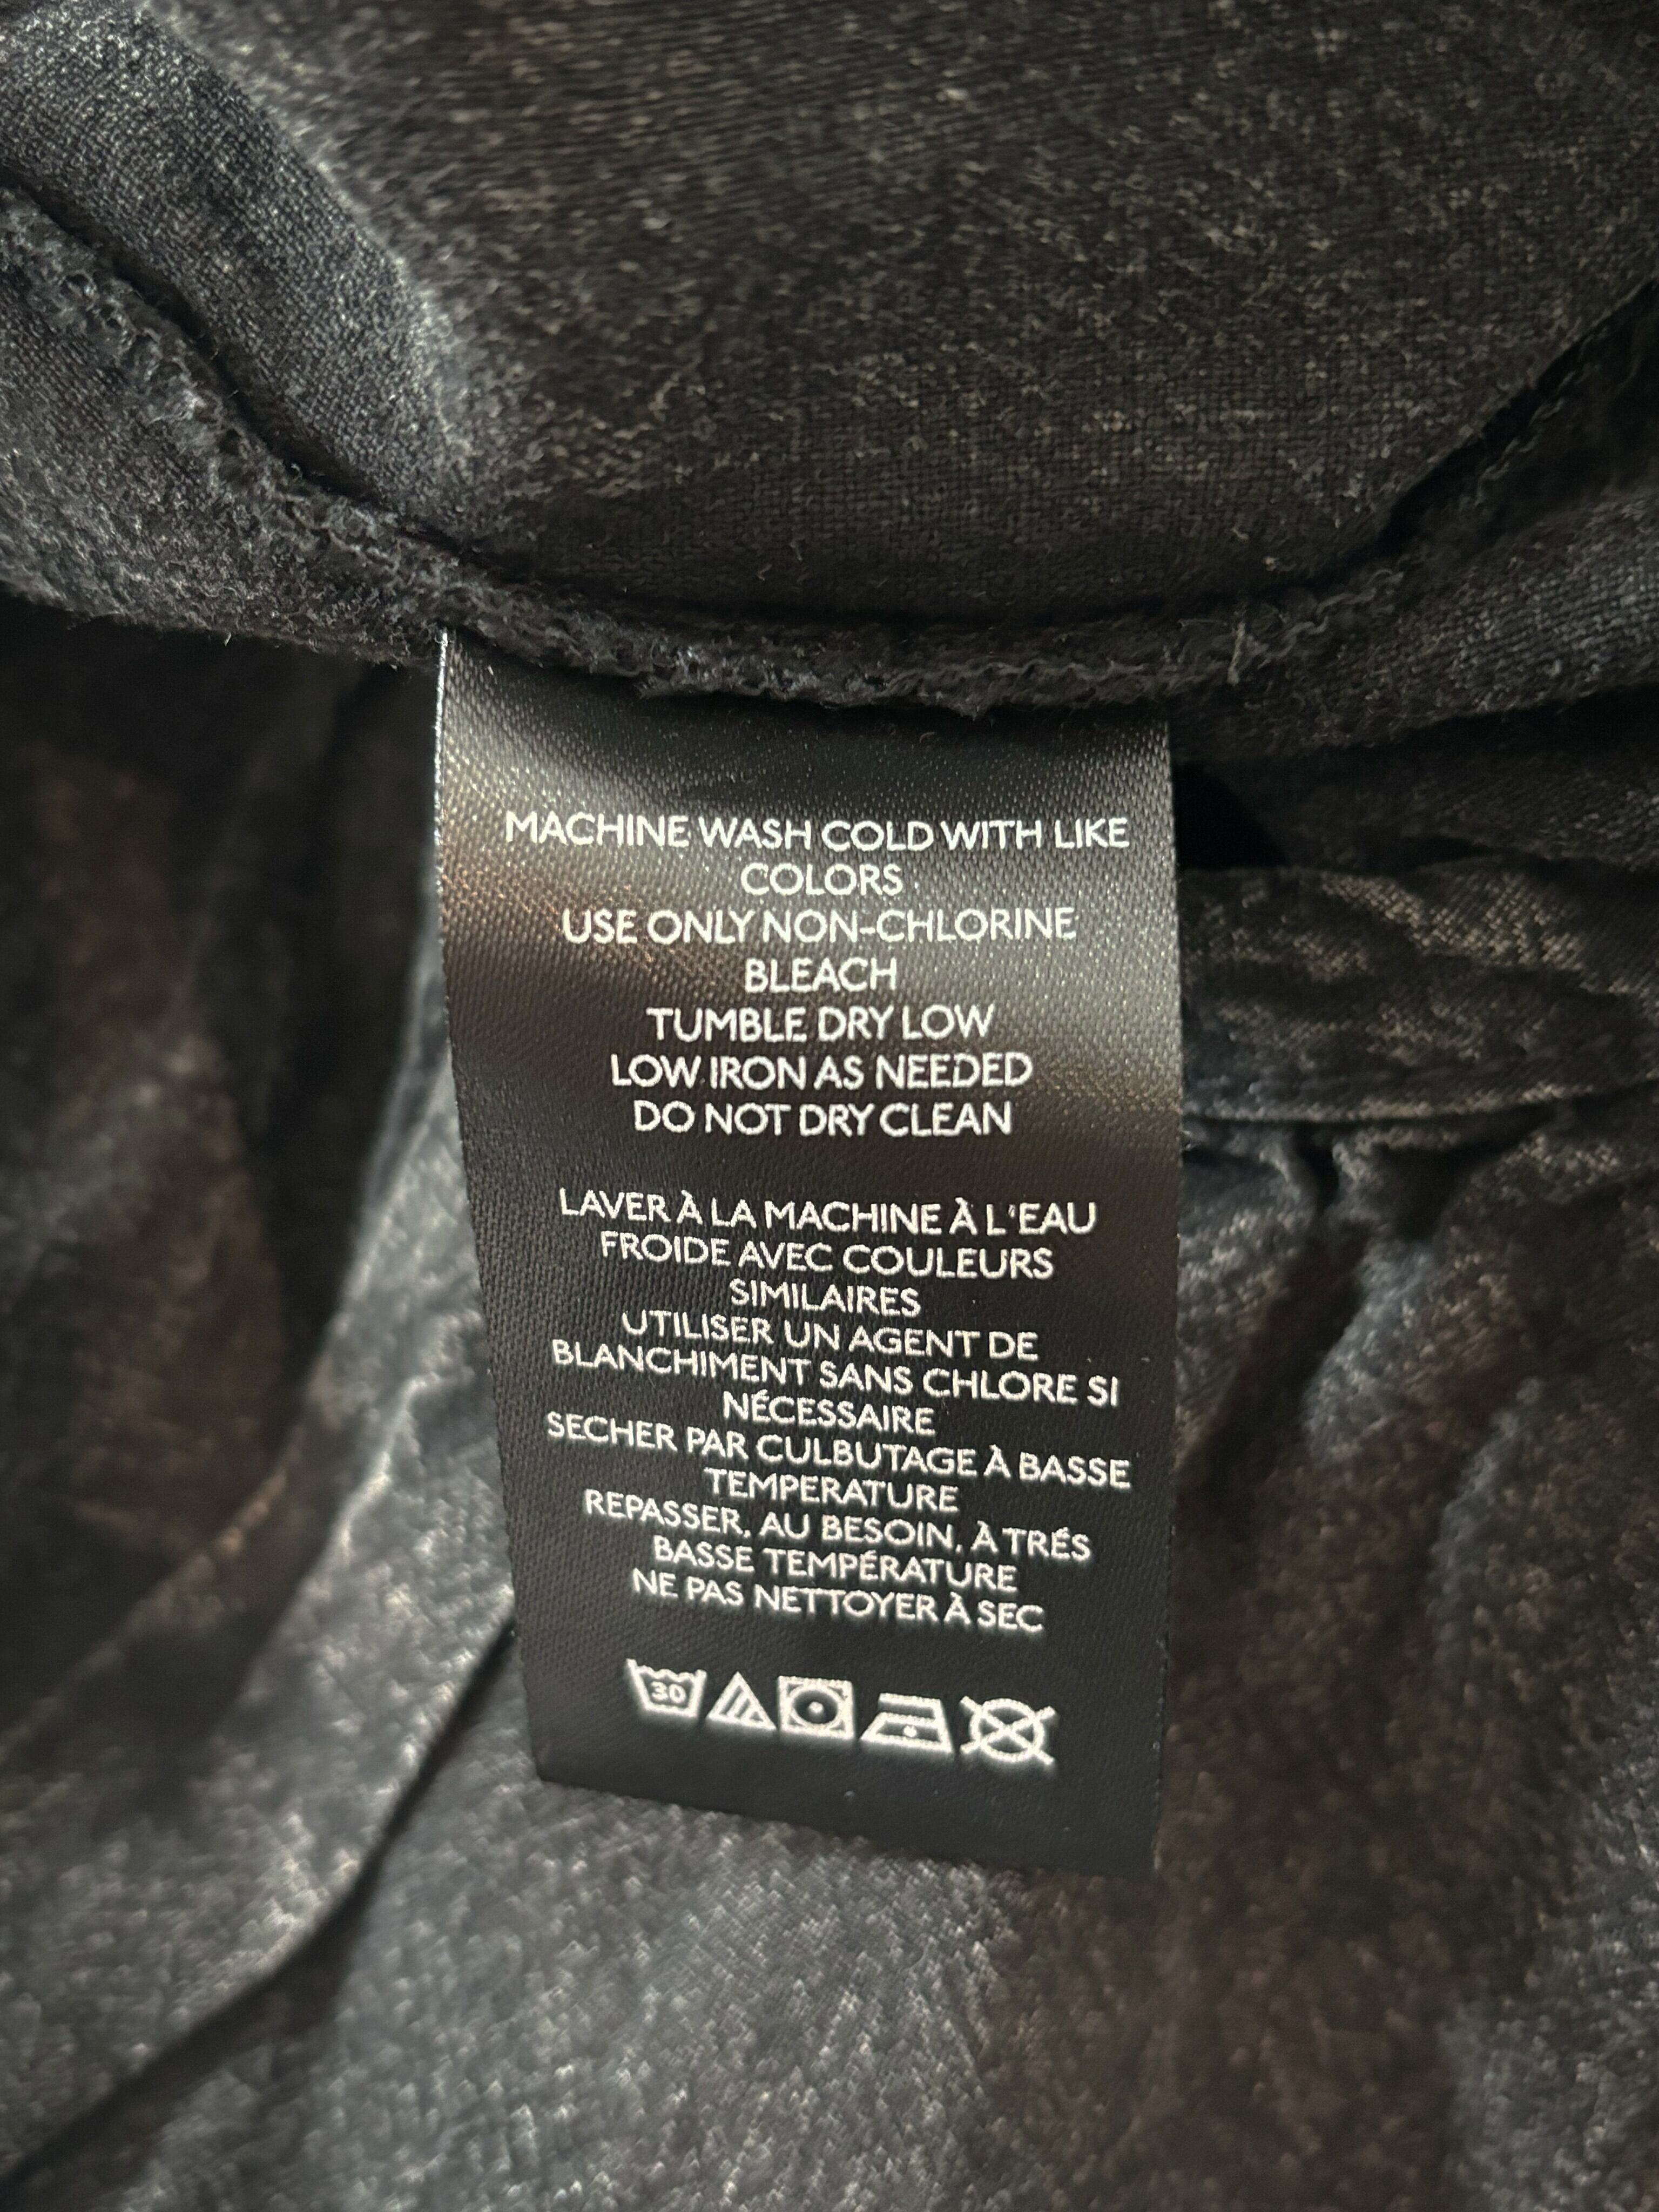 MACHINE WASH COLD WITH LIKE
COLORS
USE ONLY NON-CHLORINE
BLEACH
TUMBLE DRY LOW
LOW IRON AS NEEDED
DO NOT DRY CLEAN
LAVER À LA MACHINE À L'EAU
FROIDE AVEC COULEURS
SIMILAIRES
UTILISER UN AGENT DE
BLANCHIMENT SANS CHLORE SI
NÉCESSAIRE
SECHER PAR CULBUTAGE À BASSE
TEMPERATURE
REPASSER, AU BESOIN, À TRÉS
BASSE TEMPÉRATURE
NE PAS NETTOYER À SEC
30